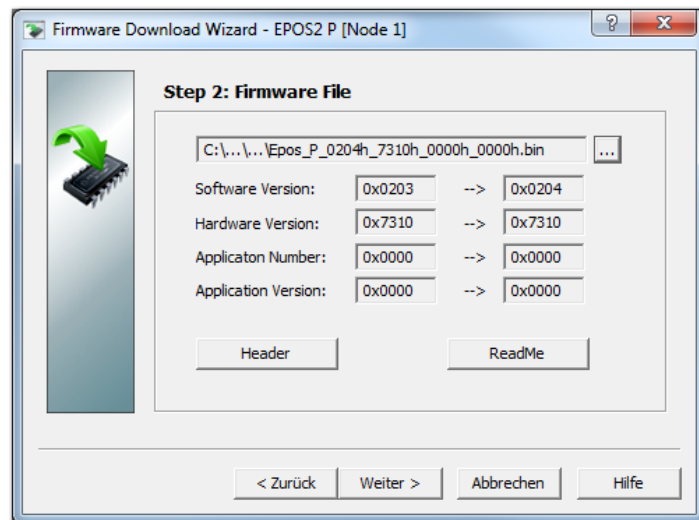 Firmware Download Wizard - EPOS2 P [Node 1]
Step 2: Firmware File
C:\...\...\Epos_P_0204h_7310h_0000h_0000h.bin ...
Software Version: 0x0203 --> 0x0204
Hardware Version: 0x7310 --> 0x7310
Applicaton Number: 0x0000 --> 0x0000
Application Version: 0x0000 --> 0x0000
Header ReadMe
< Zurück Weiter > Abbrechen Hilfe